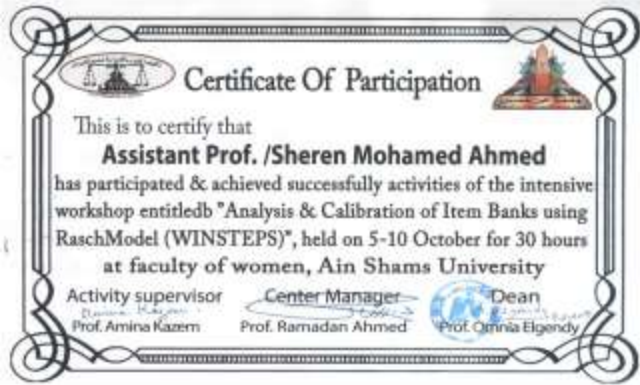 Certificate Of Participation
This is to certify that
Assistant Prof. /Sheren Mohamed Ahmed
has participated & achieved successfully activities of the intensive
workshop entitledb "Analysis & Calibration of Item Banks using
RaschModel (WINSTEPS)", held on 5-10 October for 30 hours
at faculty of women, Ain Shams University
Activity supervisor Center Manager Dean
Prof. Amina Kazem Prof. Ramadan Ahmed Prof. Omnia Elgendy